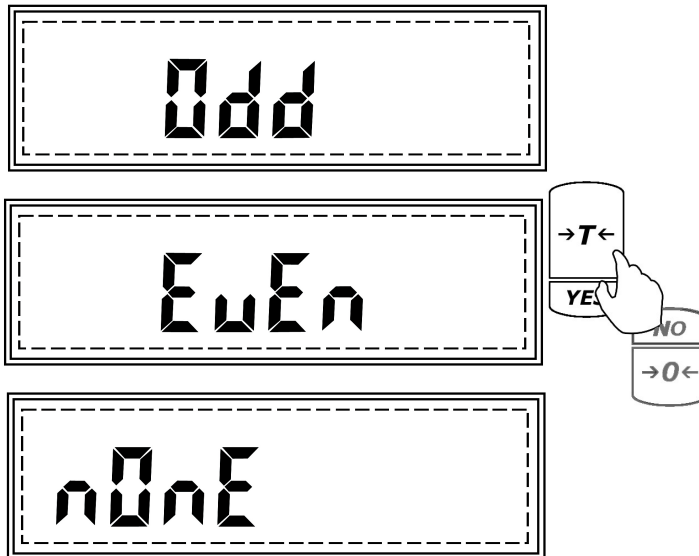 Odd
EvEn
→T←
YES
NO
→0←
nOnE